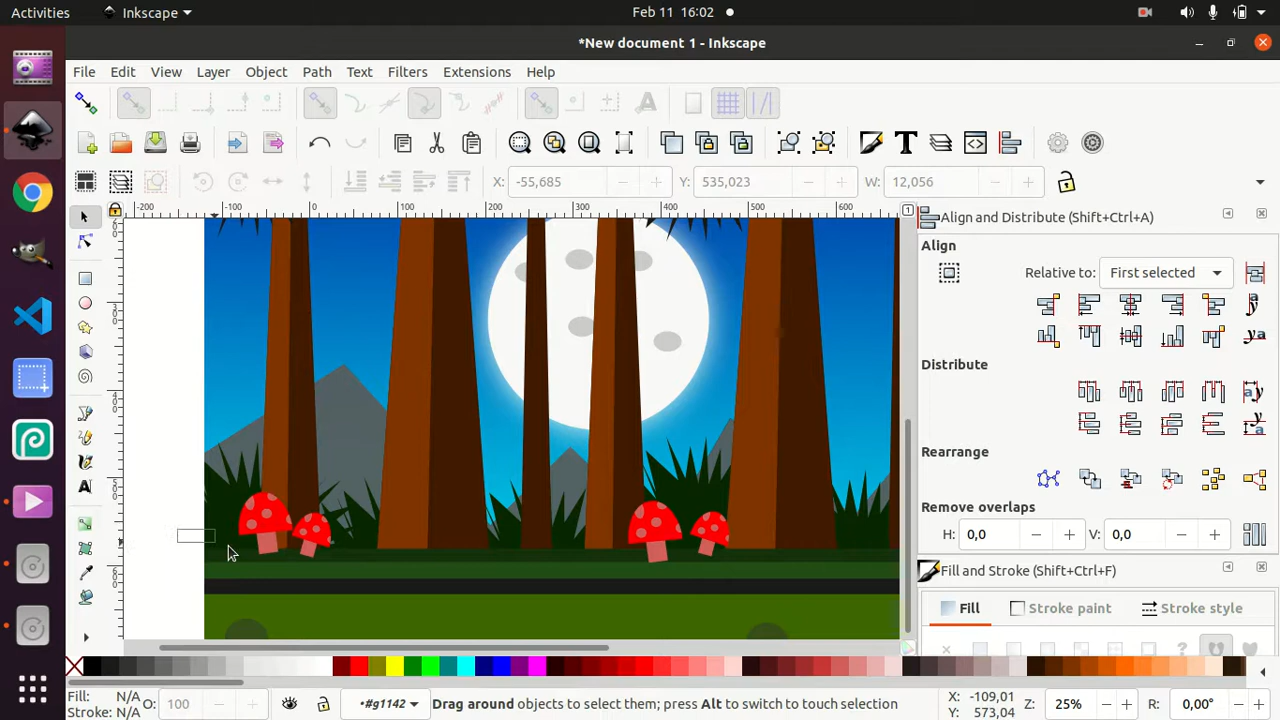 Activities
Inkscape
Feb 11 16:02
*New document 1 - Inkscape
File Edit View Layer Object Path Text Filters Extensions Help
X: -55,685 Y: 535,023 W: 12,056
-200 -100 0 100 200 300 400 500 600
Align and Distribute (Shift+Ctrl+A)
Align
Relative to: First selected
Distribute
Rearrange
Remove overlaps
H: 0,0 V: 0,0
Fill and Stroke (Shift+Ctrl+F)
Fill Stroke paint Stroke style
Fill: N/A
Stroke: N/A
O: 100
•#g1142
Drag around objects to select them; press Alt to switch to touch selection
X: -109,01
Y: 573,04
Z: 25%
R: 0,00°